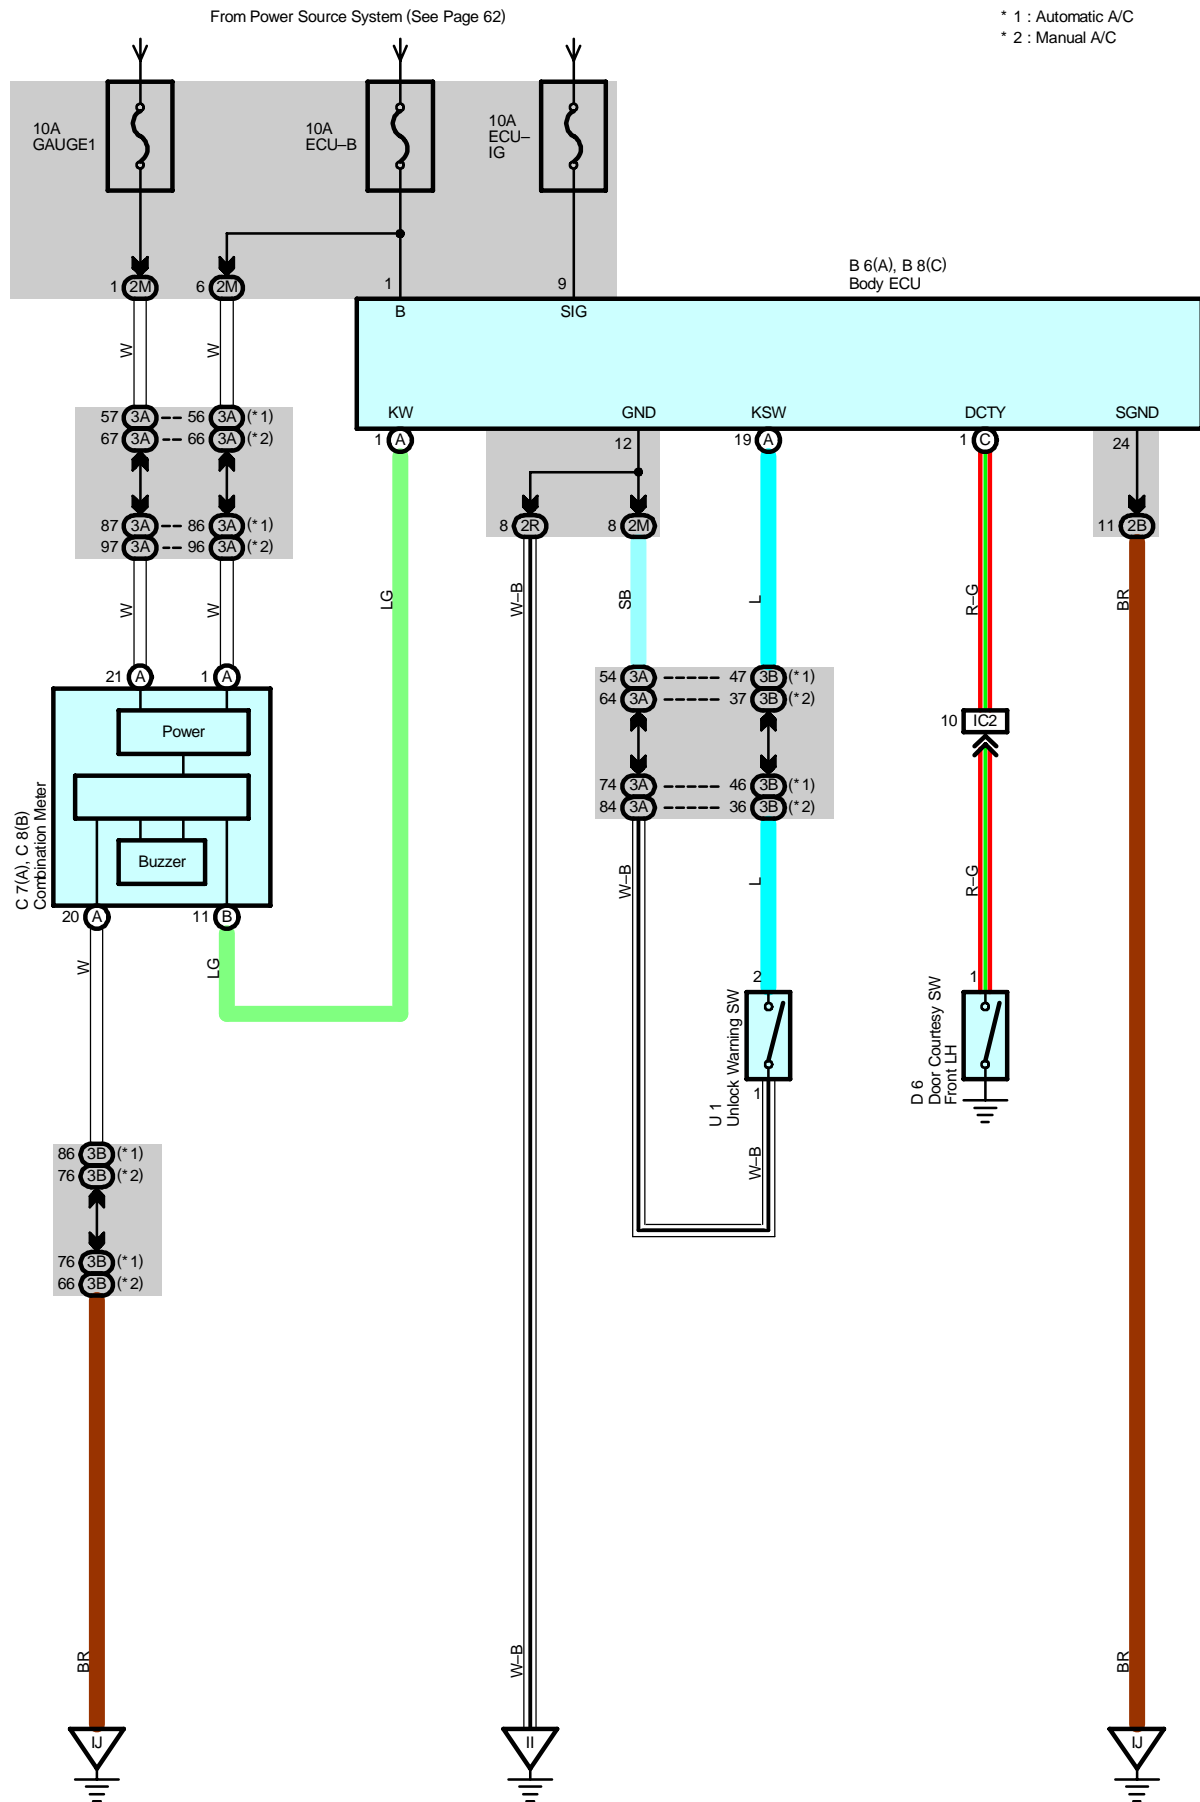 From Power Source System (See Page 62)
* 1 : Automatic A/C
* 2 : Manual A/C
10A
GAUGE1
10A
ECU–B
10A
ECU–
IG
1 2M
6 2M
1
9
B 6(A), B 8(C)
Body ECU
B
SIG
W
W
KW
GND
KSW
DCTY
SGND
57 3A 56 3A (* 1)
67 3A 66 3A (* 2)
1 A
12
19 A
1 C
24
87 3A 86 3A (* 1)
97 3A 96 3A (* 2)
8 2R
8 2M
11 2B
W
W
LG
W–B
SB
L
R–G
BR
21 A
1 A
54 3A 47 3B (* 1)
64 3A 37 3B (* 2)
10 IC2
Power
74 3A 46 3B (* 1)
84 3A 36 3B (* 2)
Buzzer
C 7(A), C 8(B)
Combination Meter
W–B
L
R–G
20 A
11 B
W
LG
2
1
U 1
Unlock Warning SW
D 6
Door Courtesy SW
Front LH
1
W–B
86 3B (* 1)
76 3B (* 2)
76 3B (* 1)
66 3B (* 2)
BR
W–B
BR
IJ
II
IJ